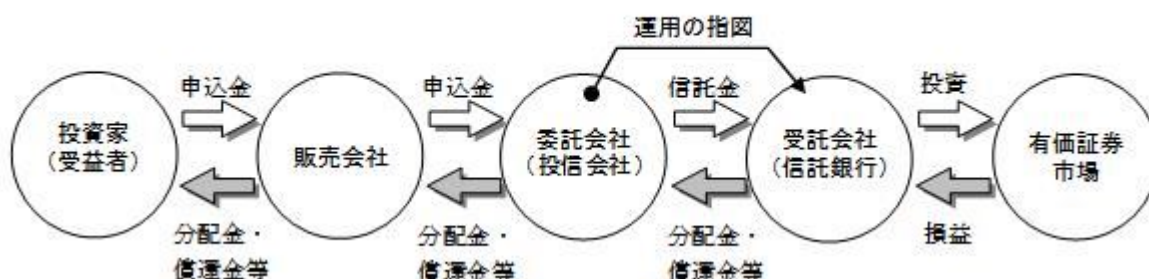 運用の指図
申込金
申込金
信託金
投資
投資家
（受益者）
販売会社
委託会社
（投信会社）
受託会社
（信託銀行）
有価証券
市場
分配金・
償還金等
分配金・
償還金等
分配金・
償還金等
損益